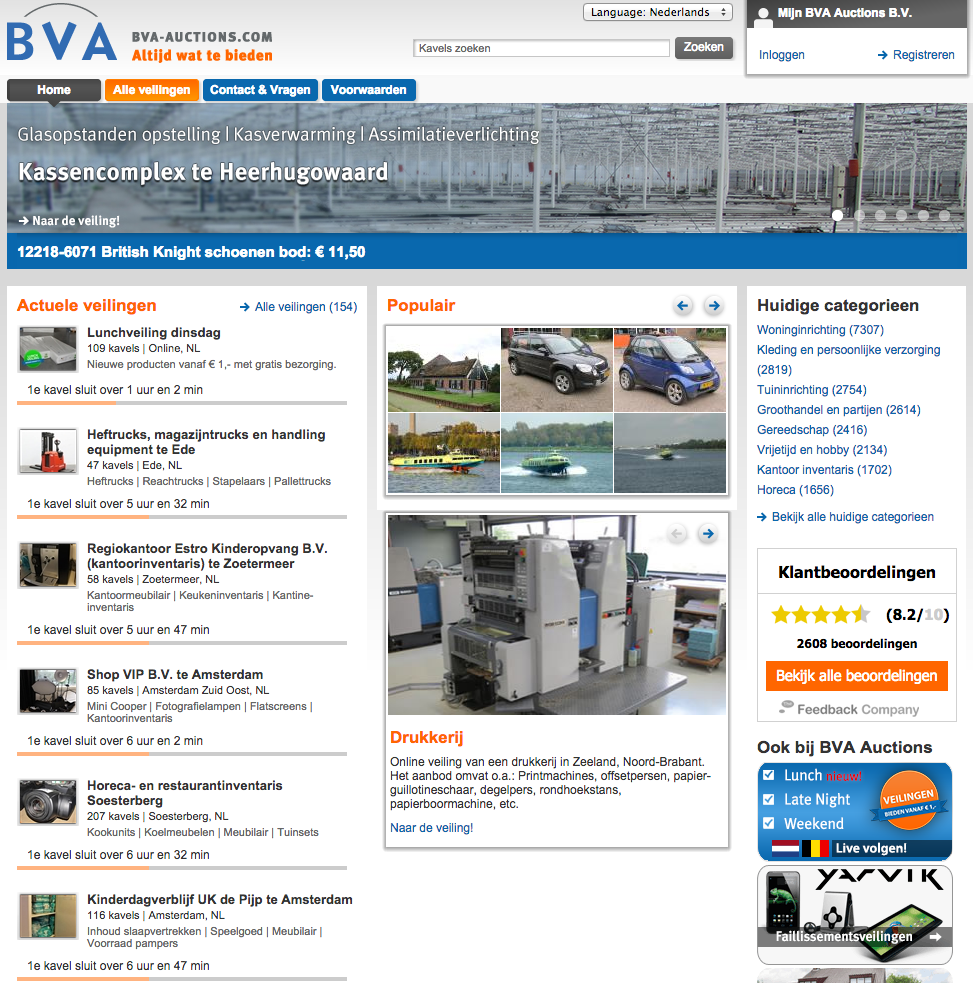 BVA
BVA-AUCTIONS.COM
Altijd wat te bieden
Language: Nederlands
Kavels zoeken
Zoeken
Mijn BVA Auctions B.V.
Inloggen
Registreren
Home
Alle veilingen
Contact & Vragen
Voorwaarden
Glasopstanden opstelling | Kasverwarming | Assimilatieverlichting
Kassencomplex te Heerhugowaard
Naar de veiling!
12218-6071 British Knight schoenen bod: € 11,50
Actuele veilingen
Alle veilingen (154)
Lunchveiling dinsdag
109 kavels | Online, NL
Nieuwe producten vanaf € 1,- met gratis bezorging.
1e kavel sluit over 1 uur en 2 min
Heftrucks, magazijntrucks en handling
equipment te Ede
47 kavels | Ede, NL
Heftrucks | Reachtrucks | Stapelaars | Pallettrucks
1e kavel sluit over 5 uur en 32 min
Regiokantoor Estro Kinderopvang B.V.
(kantoorinventaris) te Zoetermeer
58 kavels | Zoetermeer, NL
Kantoormeubilair | Keukeninventaris | Kantine-
inventaris
1e kavel sluit over 5 uur en 47 min
Shop VIP B.V. te Amsterdam
85 kavels | Amsterdam Zuid Oost, NL
Mini Cooper | Fotografielampen | Flatscreens |
Kantoorinventaris
1e kavel sluit over 6 uur en 2 min
Horeca- en restaurantinventaris
Soesterberg
207 kavels | Soesterberg, NL
Kookunits | Koelmeubelen | Meubilair | Tuinsets
1e kavel sluit over 6 uur en 32 min
Kinderdagverblijf UK de Pijp te Amsterdam
116 kavels | Amsterdam, NL
Inhoud slaapvertrekken | Speelgoed | Meubilair |
Voorraad pampers
1e kavel sluit over 6 uur en 47 min
Populair
Drukkerij
Online veiling van een drukkerij in Zeeland, Noord-Brabant.
Het aanbod omvat o.a.: Printmachines, offsetpersen, papier-
guillotineschaar, degelpers, rondhoekstans,
papierboormachine, etc.
Naar de veiling!
Huidige categorieen
Woninginrichting (7307)
Kleding en persoonlijke verzorging
(2819)
Tuininrichting (2754)
Groothandel en partijen (2614)
Gereedschap (2416)
Vrijetijd en hobby (2134)
Kantoor inventaris (1702)
Horeca (1656)
Bekijk alle huidige categorieen
Klantbeoordelingen
(8.2/10)
2608 beoordelingen
Bekijk alle beoordelingen
Feedback Company
Ook bij BVA Auctions
Lunch nieuw!
Late Night
Weekend
VEILINGEN
BIEDEN VANAF € 1,-
Live volgen!
YARVIK
Faillissementsveilingen